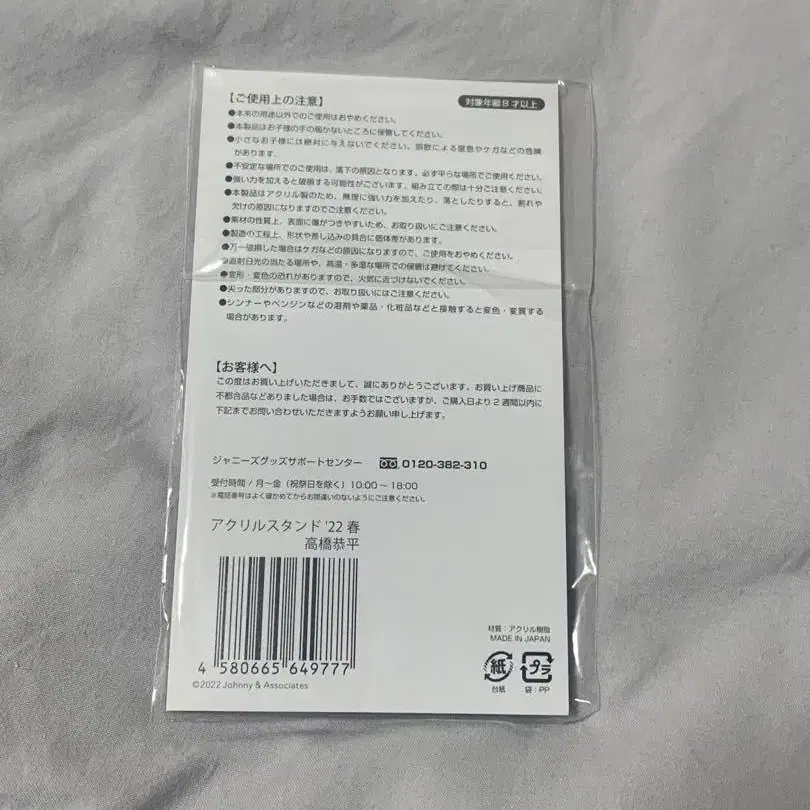 【ご使用上の注意】
対象年齢8才以上
●本来の用途以外でのご使用はおやめください。
●本製品はお子様の手の届かないところに保管してください。
●小さなお子様には絶対に与えないでください。誤飲による窒息やケガなどの危険
があります。
●不安定な場所でのご使用は、落下の原因となります。必ず平らな場所でご使用ください。
●強い力を加えると破損する可能性がございます。組み立ての際は十分ご注意ください。
●本製品はアクリル製のため、無理に強い力を加えたり、落としたりすると、割れや
欠けの原因になりますのでご注意ください。
●素材の性質上、表面に傷がつきやすいため、お取り扱いにご注意ください。
●製造の工程上、形状や差し込みの具合に個体差があります。
●万一破損した場合はケガなどの原因になりますので、ご使用をおやめください。
●直射日光の当たる場所や、高温・多湿な場所での保管は避けてください。
●変形・変色の恐れがありますので、火気に近づけないでください。
●尖った部分がありますので、お取り扱いにはご注意ください。
●シンナーやベンジンなどの溶剤や薬品・化粧品などと接触すると変色・変質する
場合があります。
【お客様へ】
この度はお買い上げいただきまして、誠にありがとうございます。お買い上げ商品に
不都合品などありました場合は、お手数ではございますが、ご購入日より2週間以内に
下記までお問い合わせいただきますようお願い申し上げます。
ジャニーズグッズサポートセンター 0120-382-310
受付時間/月~金(祝祭日を除く)10:00~18:00
※電話番号はよく確かめてからお間違いのないようにご注意ください。
アクリルスタンド '22 春
高橋恭平
4 580665 649777
©2022 Johnny & Associates
材質:アクリル樹脂
MADE IN JAPAN
紙 プラ
台紙 袋:PP